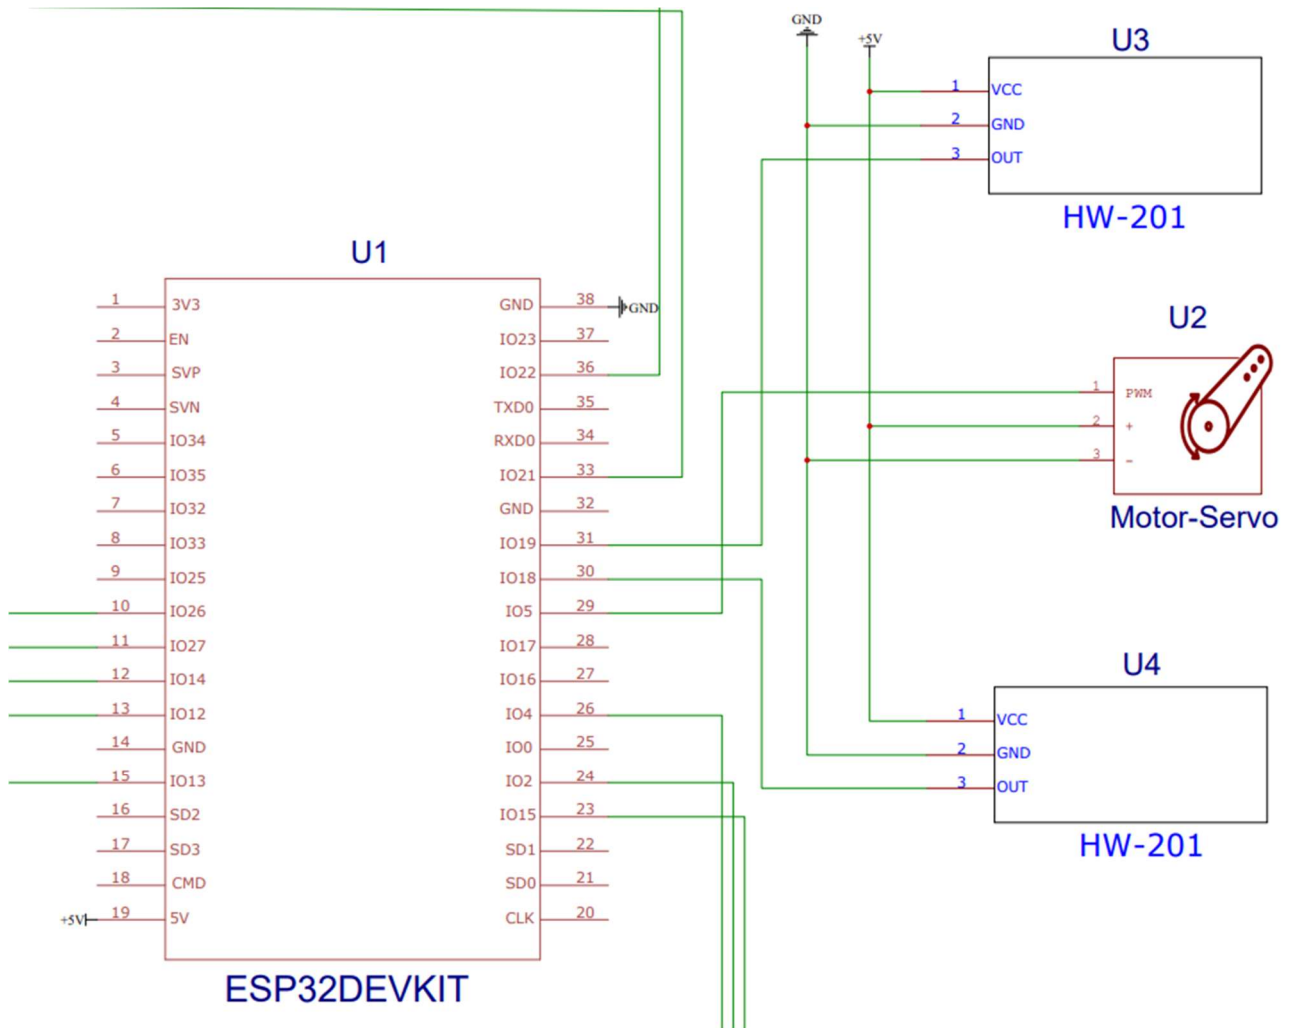 GND
+5V
U3
1 VCC
2 GND
3 OUT
HW-201
U1
1 3V3
2 EN
3 SVP
4 SVN
5 IO34
6 IO35
7 IO32
8 IO33
9 IO25
10 IO26
11 IO27
12 IO14
13 IO12
14 GND
15 IO13
16 SD2
17 SD3
18 CMD
+5V 19 5V
GND 38 GND
IO23 37
IO22 36
TXD0 35
RXD0 34
IO21 33
GND 32
IO19 31
IO18 30
IO5 29
IO17 28
IO16 27
IO4 26
IO0 25
IO2 24
IO15 23
SD1 22
SD0 21
CLK 20
ESP32DEVKIT
U2
1 PWM
2 +
3 -
Motor-Servo
U4
1 VCC
2 GND
3 OUT
HW-201